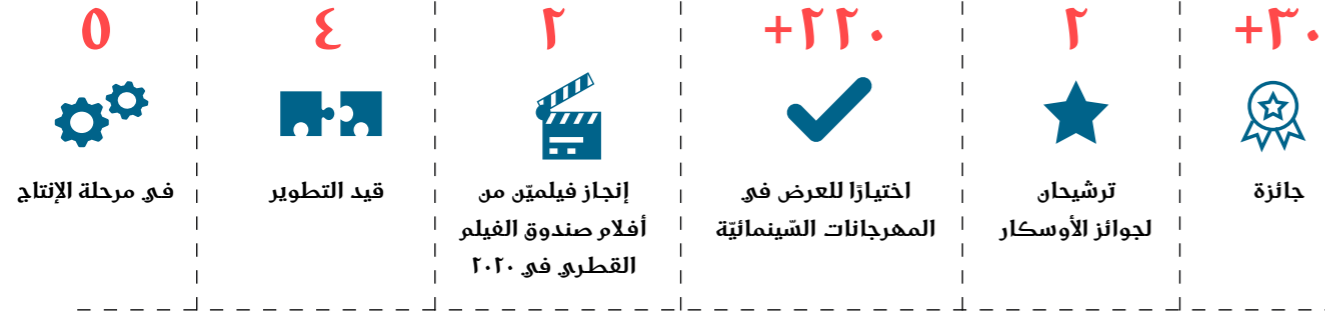 +٣٠
جائزة
٢
ترشيحان
لجوائز الأوسكار
+٢٢٠
اختيارًا للعرض في
المهرجانات السّينمائيّة
٢
إنجاز فيلميّن من
أفلام صندوق الفيلم
القطري في ٢٠٢٠
٤
قيد التطوير
٥
في مرحلة الإنتاج